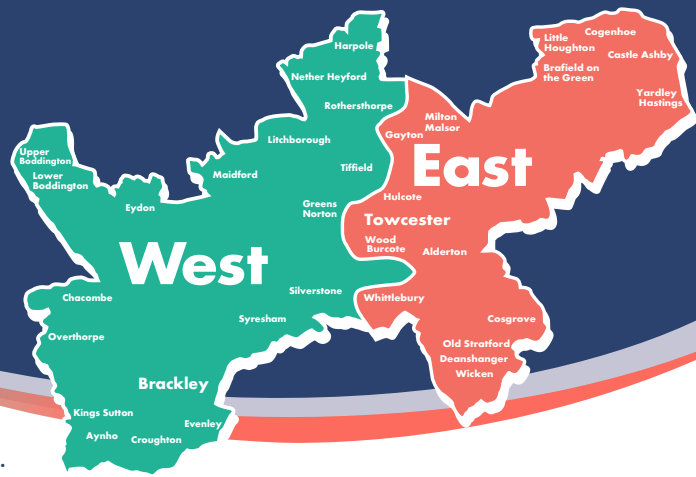 Harpole
Nether Heyford
Rothersthorpe
Litchborough
Upper
Boddington
Lower
Boddington
Maidford
Tiffield
Eydon
Greens
Norton
West
Chacombe
Silverstone
Syresham
Overthorpe
Brackley
Kings Sutton
Evenley
Aynho
Croughton
Little
Houghton
Cogenhoe
Castle Ashby
Brafield on
the Green
Yardley
Hastings
Milton
Malsor
Gayton
East
Hulcote
Towcester
Wood
Burcote
Alderton
Whittlebury
Cosgrove
Old Stratford
Deanshanger
Wicken
.